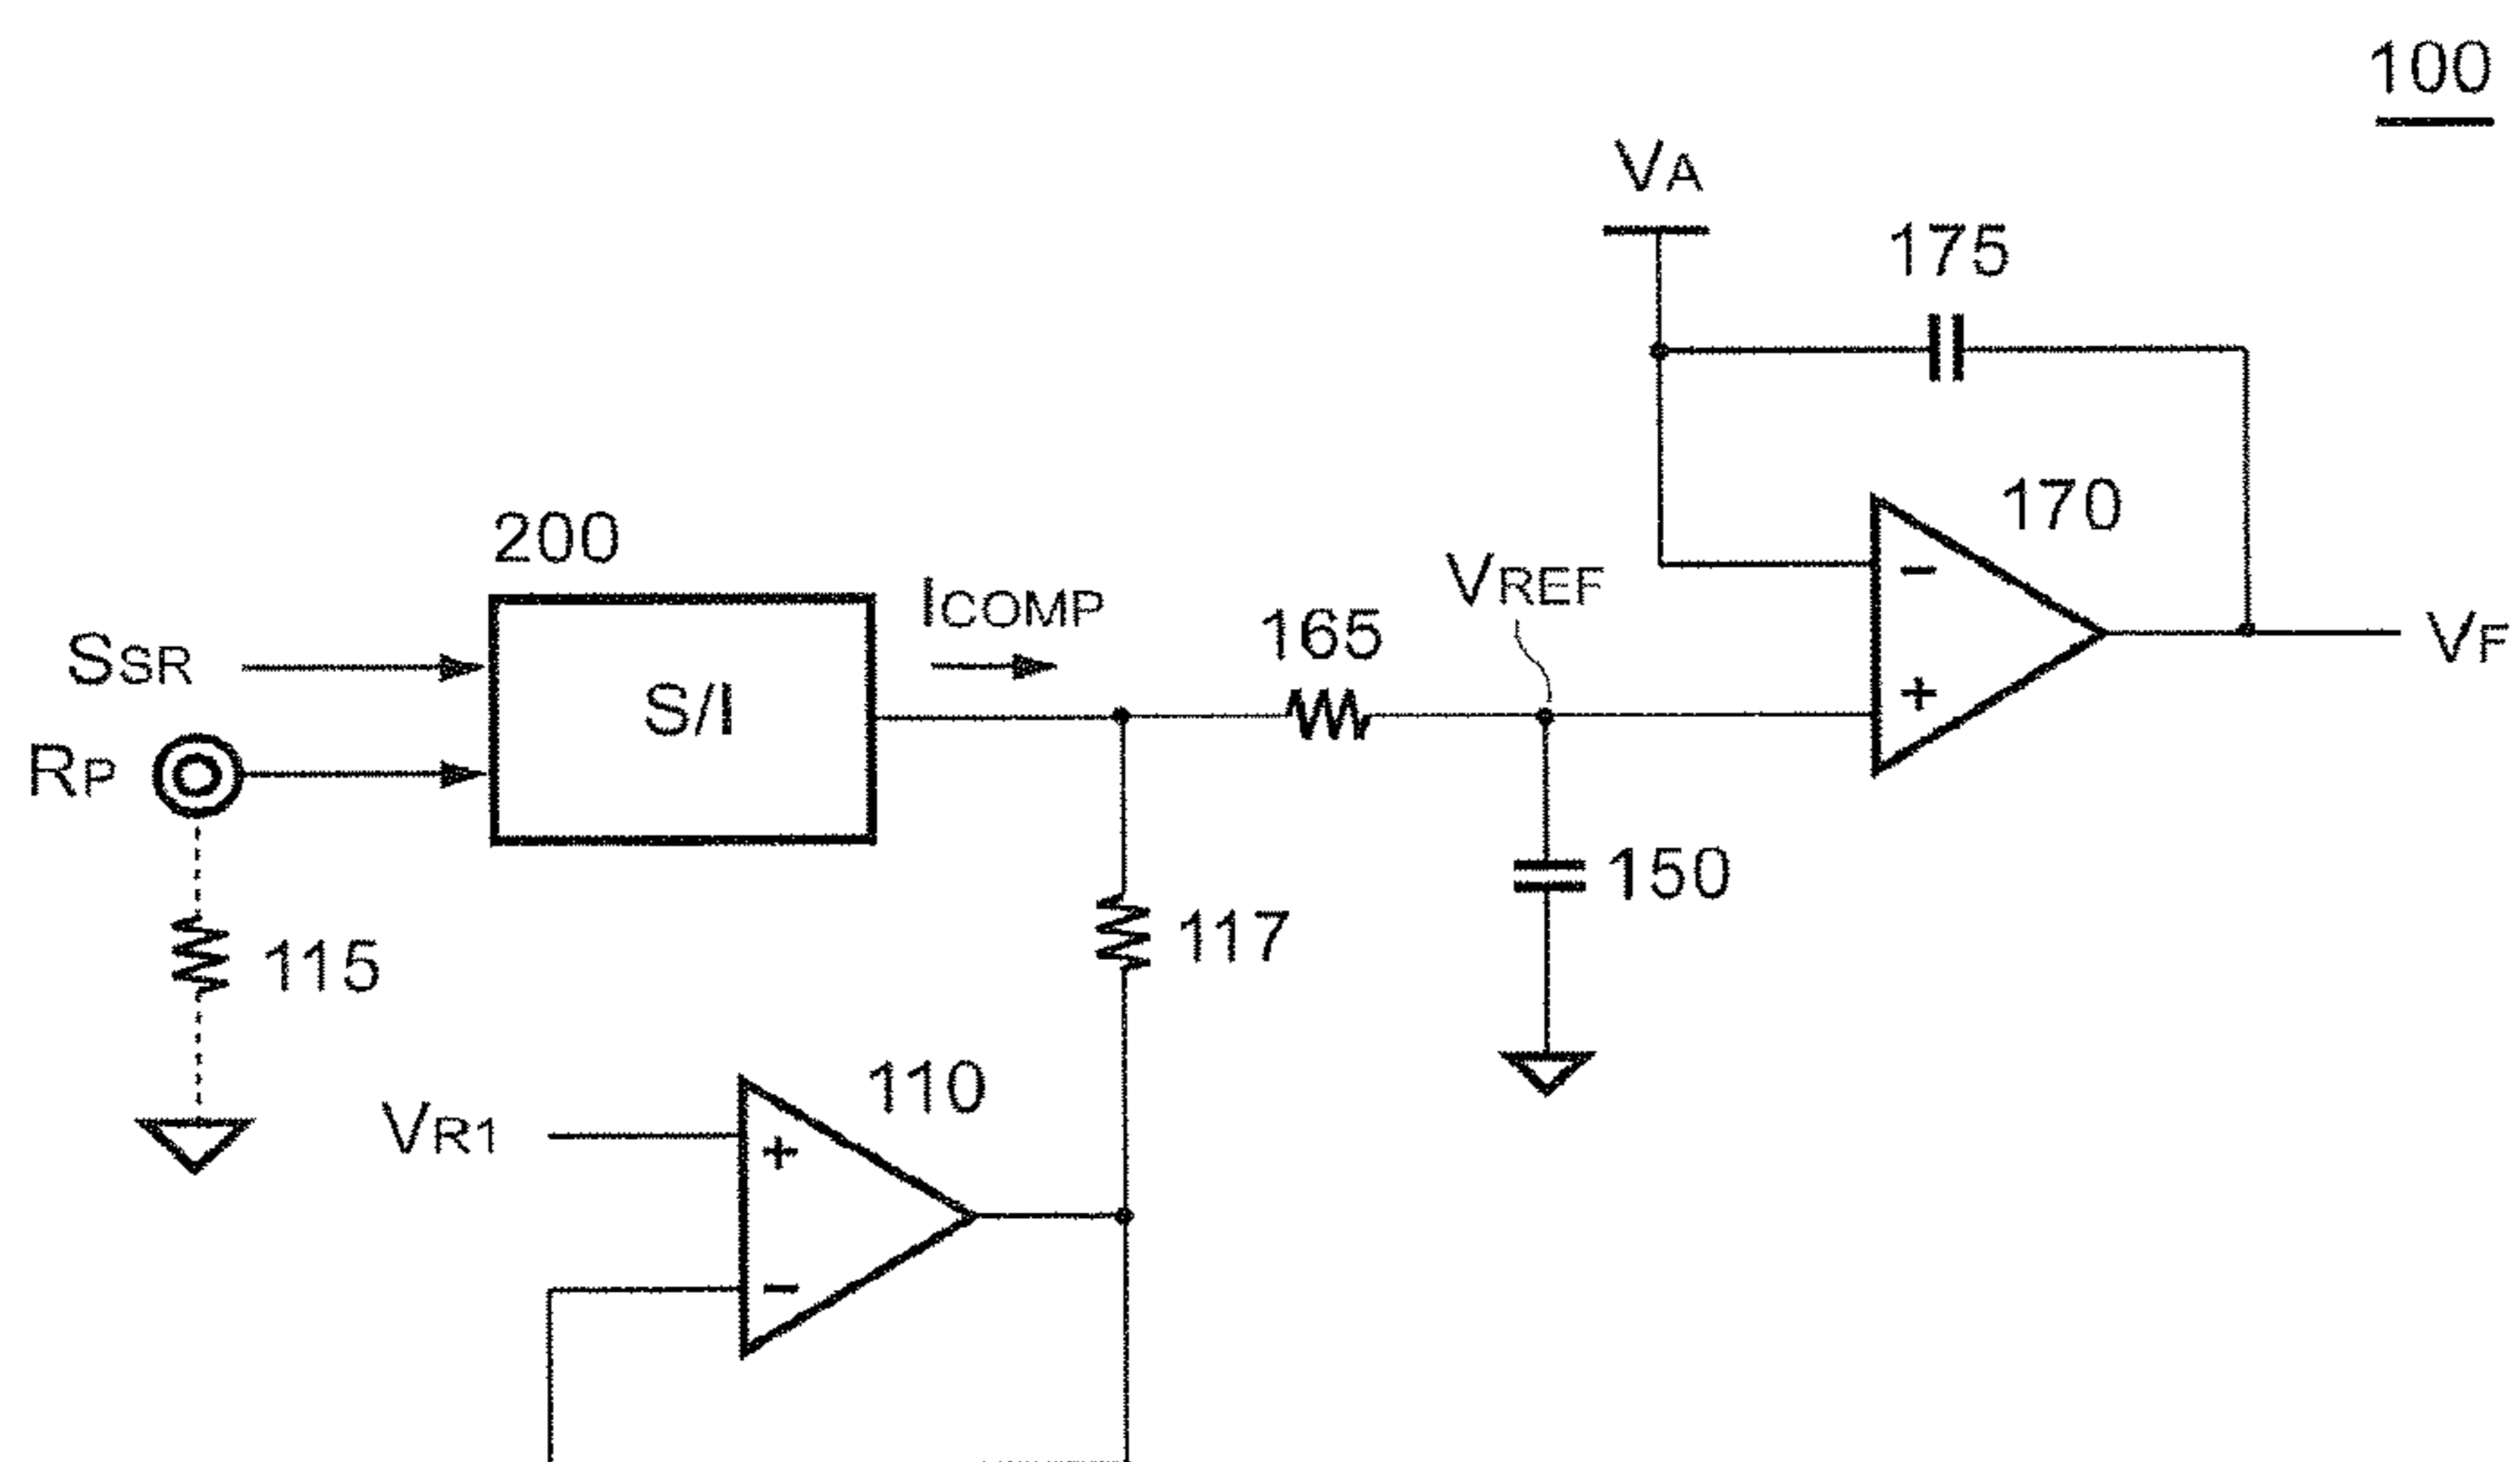 100
VA
175
170
200
ICOMP
VREF
165
SSR
S/I
VF
RP
150
117
115
110
VR1